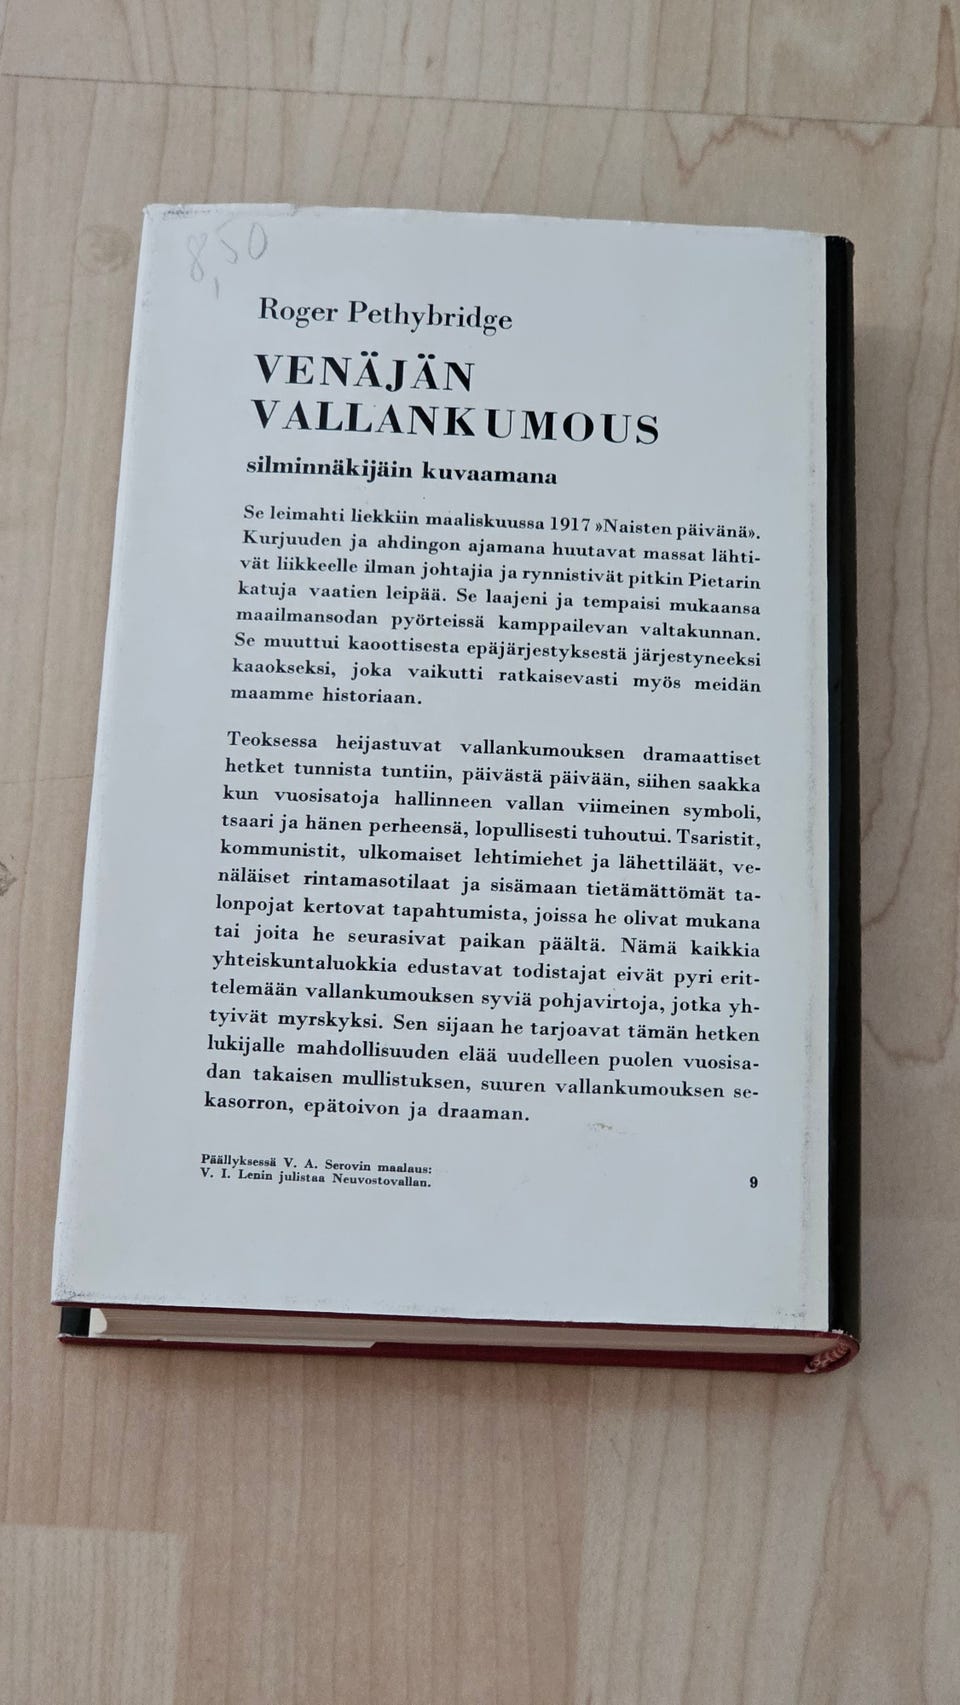 8,50
Roger Pethybridge
VENÄJÄN
VALLANKUMOUS
silminnäkijäin kuvaamana
Se leimahti liekkiin maaliskuussa 1917 »Naisten päivänä».
Kurjuuden ja ahdingon ajamana huutavat massat lähti-
vät liikkeelle ilman johtajia ja rynnistivät pitkin Pietarin
katuja vaatien leipää. Se laajeni ja tempaisi mukaansa
maailmansodan pyörteissä kamppailevan valtakunnan.
Se muuttui kaoottisesta epäjärjestyksestä järjestyneeksi
kaaokseksi, joka vaikutti ratkaisevasti myös meidän
maamme historiaan.
Teoksessa heijastuvat vallankumouksen dramaattiset
hetket tunnista tuntiin, päivästä päivään, siihen saakka
kun vuosisatoja hallinneen vallan viimeinen symboli,
tsaari ja hänen perheensä, lopullisesti tuhoutui. Tsaristit,
kommunistit, ulkomaiset lehtimiehet ja lähettiläät, ve-
näläiset rintamasotilaat ja sisämaan tietämättömät ta-
lonpojat kertovat tapahtumista, joissa he olivat mukana
tai joita he seurasivat paikan päältä. Nämä kaikkia
yhteiskuntaluokkia edustavat todistajat eivät pyri erit-
telemään vallankumouksen syviä pohjavirtoja, jotka yh-
tyivät myrskyksi. Sen sijaan he tarjoavat tämän hetken
lukijalle mahdollisuuden elää uudelleen puolen vuosisa-
dan takaisen mullistuksen, suuren vallankumouksen se-
kasorron, epätoivon ja draaman.
Päällyksessä V. A. Serovin maalaus:
V. I. Lenin julistaa Neuvostovallan.
9